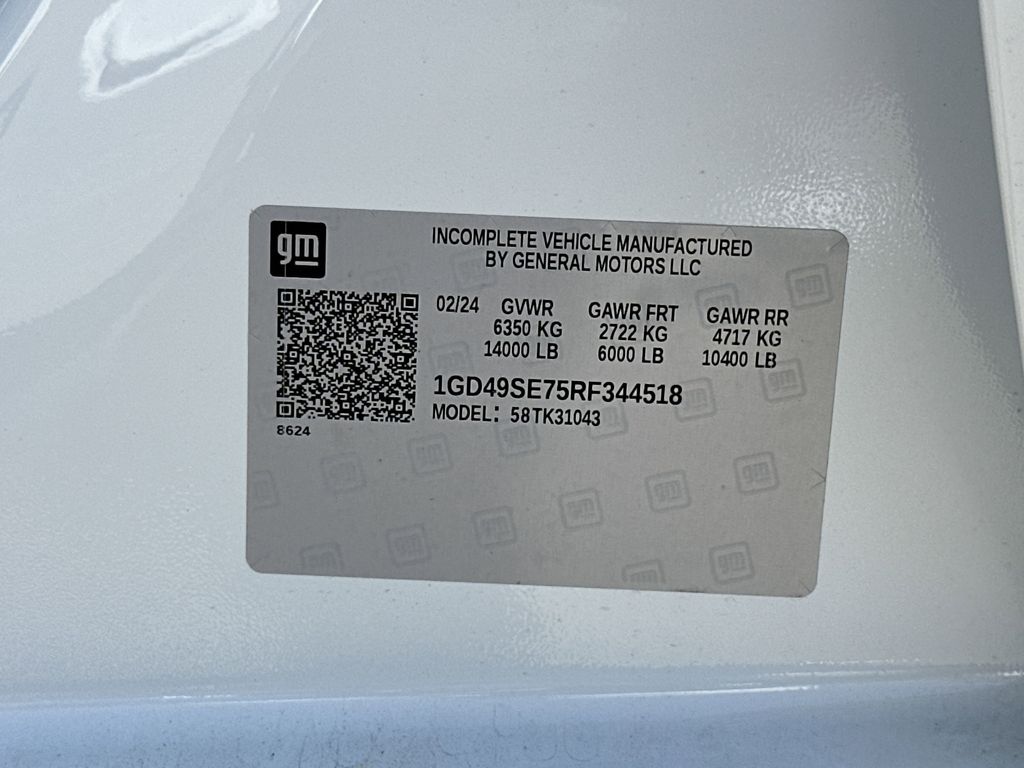 gm
INCOMPLETE VEHICLE MANUFACTURED
BY GENERAL MOTORS LLC
02/24 GVWR GAWR FRT GAWR RR
6350 KG 2722 KG 4717 KG
14000 LB 6000 LB 10400 LB
1GD49SE75RF344518
MODEL: 58TK31043
8624